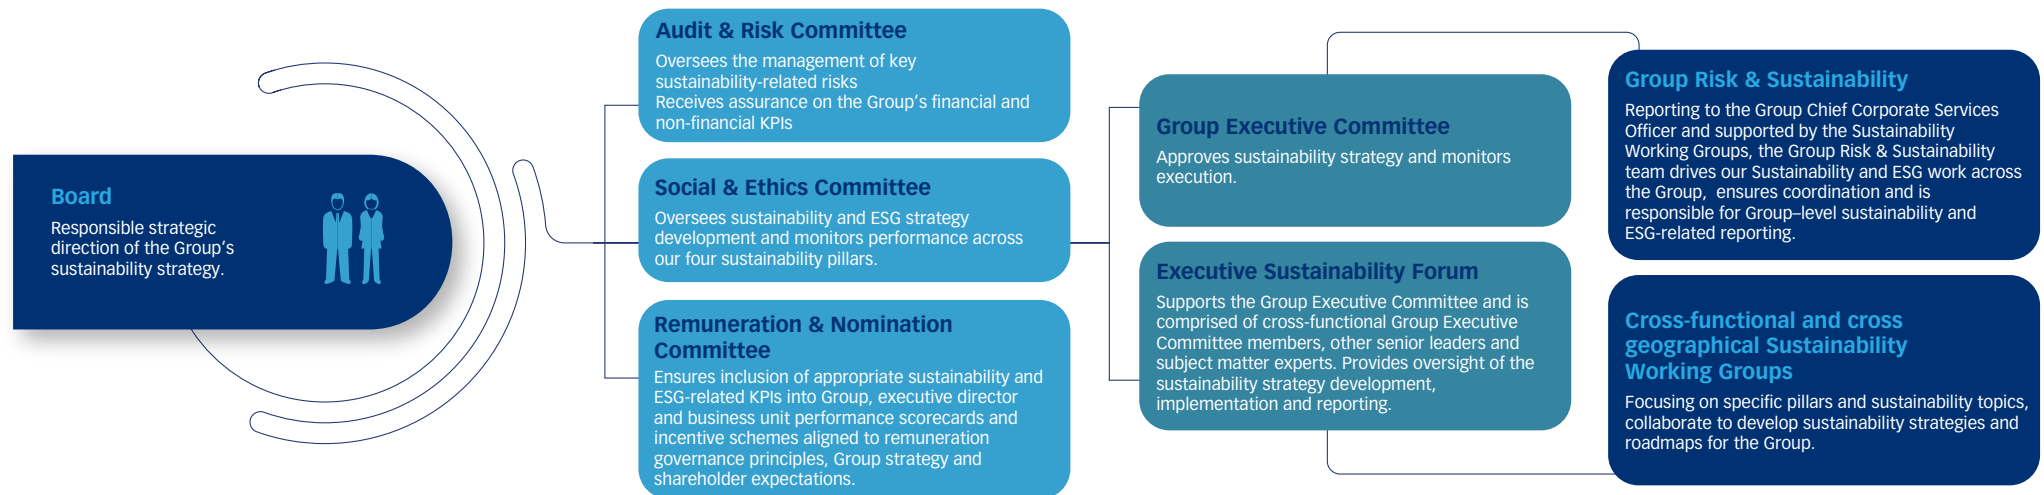 Board
Responsible strategic
direction of the Group's
sustainability strategy.
Audit & Risk Committee
Oversees the management of key
sustainability-related risks
Receives assurance on the Group's financial and
non-financial KPIs
Social & Ethics Committee
Oversees sustainability and ESG strategy
development and monitors performance across
our four sustainability pillars.
Remuneration & Nomination
Committee
Ensures inclusion of appropriate sustainability and
ESG-related KPIs into Group, executive director
and business unit performance scorecards and
incentive schemes aligned to remuneration
governance principles, Group strategy and
shareholder expectations.
Group Executive Committee
Approves sustainability strategy and monitors
execution.
Executive Sustainability Forum
Supports the Group Executive Committee and is
comprised of cross-functional Group Executive
Committee members, other senior leaders and
subject matter experts. Provides oversight of the
sustainability strategy development,
implementation and reporting.
Group Risk & Sustainability
Reporting to the Group Chief Corporate Services
Officer and supported by the Sustainability
Working Groups, the Group Risk & Sustainability
team drives our Sustainability and ESG work across
the Group, ensures coordination and is
responsible for Group–level sustainability and
ESG-related reporting.
Cross-functional and cross
geographical Sustainability
Working Groups
Focusing on specific pillars and sustainability topics,
collaborate to develop sustainability strategies and
roadmaps for the Group.